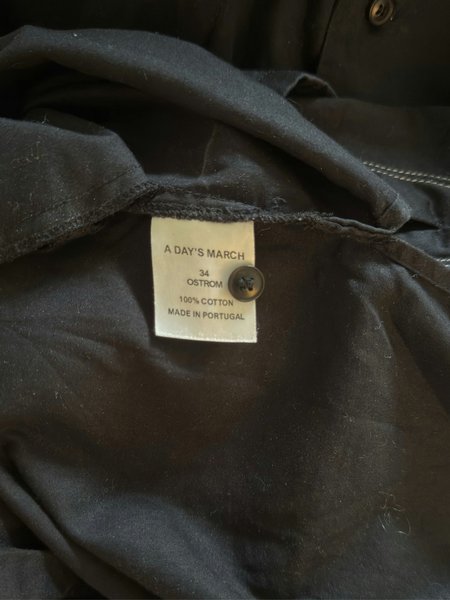 A DAY'S MARCH
34
OSTROM
100% COTTON
MADE IN PORTUGAL